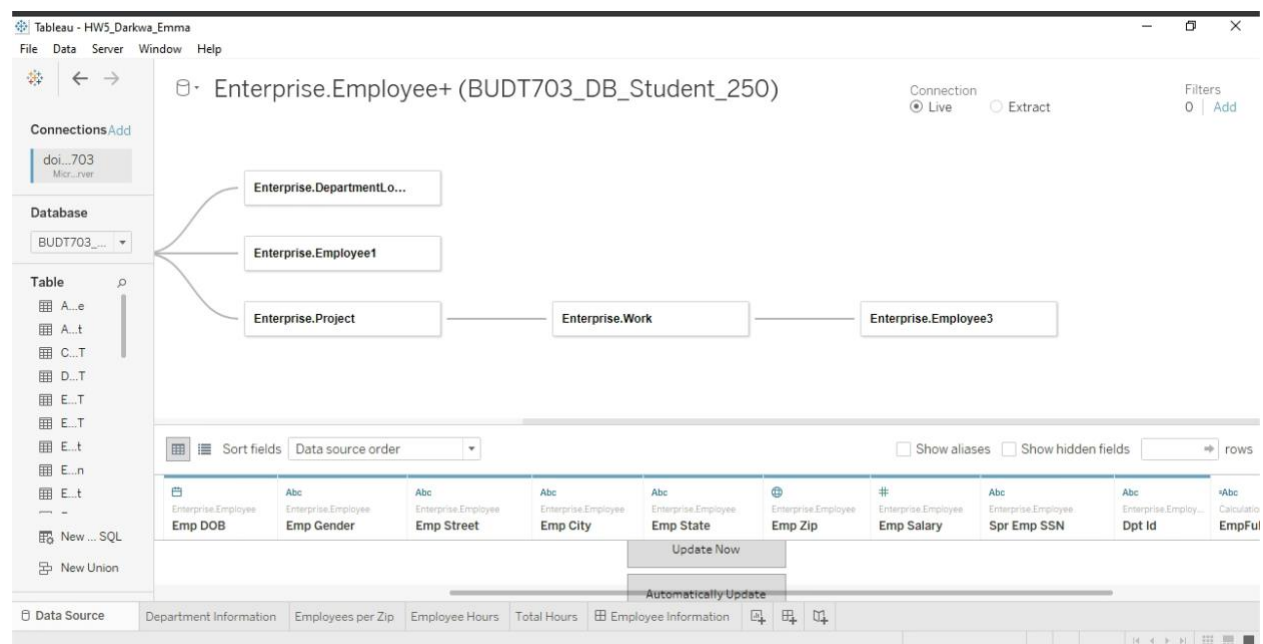 Tableau - HW5_Darkwa_Emma
File Data Server Window Help
Enterprise.Employee+ (BUDT703_DB_Student_250)
Connection
Live Extract
Filters
0 Add
Connections Add
doi...703
Micr...rver
Database
BUDT703_...
Table
A...e
A...t
C...T
D...T
E...T
E...T
E...t
E...n
E...t
New ... SQL
New Union
Enterprise.DepartmentLo...
Enterprise.Employee1
Enterprise.Project Enterprise.Work Enterprise.Employee3
Sort fields Data source order Show aliases Show hidden fields rows
Abc Abc Abc Abc # Abc Abc =Abc
Enterprise.Employee Enterprise.Employee Enterprise.Employee Enterprise.Employee Enterprise.Employee Enterprise.Employee Enterprise.Employee Enterprise.Employee Enterprise.Employ... Calculatio
Emp DOB Emp Gender Emp Street Emp City Emp State Emp Zip Emp Salary Spr Emp SSN Dpt Id EmpFul
Update Now
Automatically Update
Data Source Department Information Employees per Zip Employee Hours Total Hours Employee Information